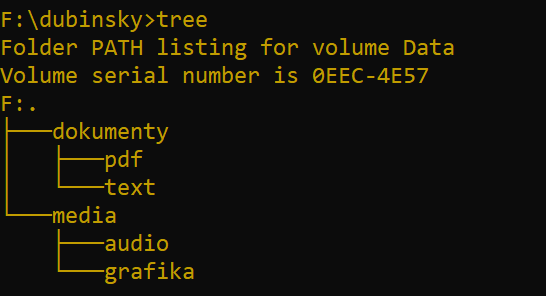 F:\dubinsky>tree
Folder PATH listing for volume Data
Volume serial number is 0EEC-4E57
F:.
├───dokumenty
│   ├───pdf
│   └───text
└───media
    ├───audio
    └───grafika